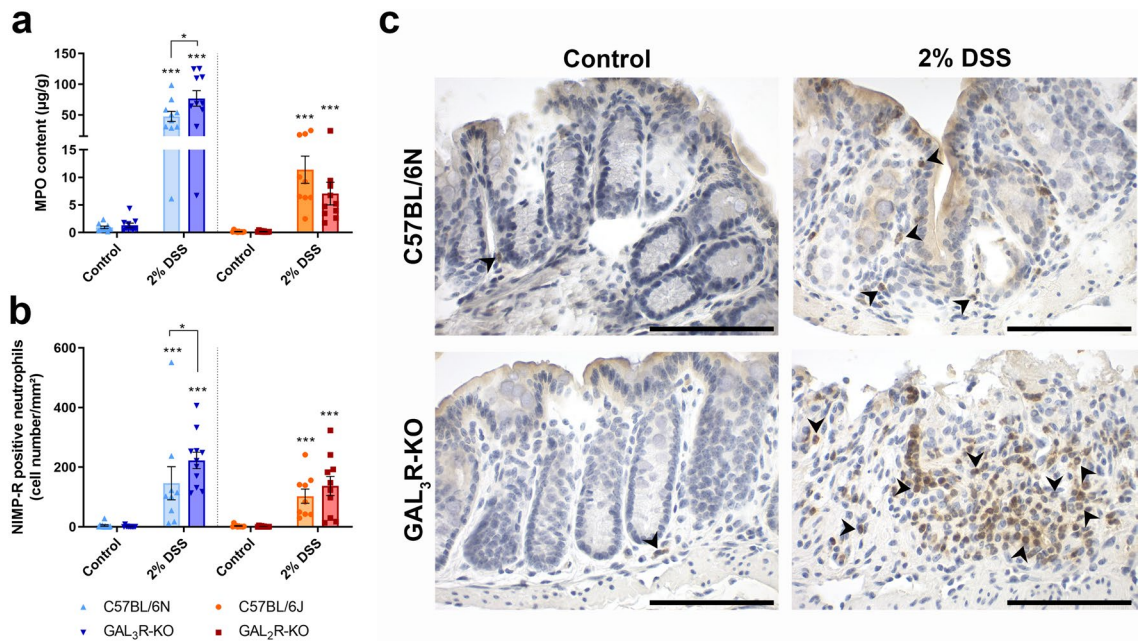 a
MPO content (µg/g)
150
100
50
15
10
5
0
*
***
***
***
***
Control
2% DSS
Control
2% DSS
b
NIMP-R positive neutrophils
(cell number/mm²)
600
400
200
0
*
***
***
***
***
Control
2% DSS
Control
2% DSS
C57BL/6N
C57BL/6J
GAL₃R-KO
GAL₂R-KO
c
Control
2% DSS
C57BL/6N
GAL₃R-KO